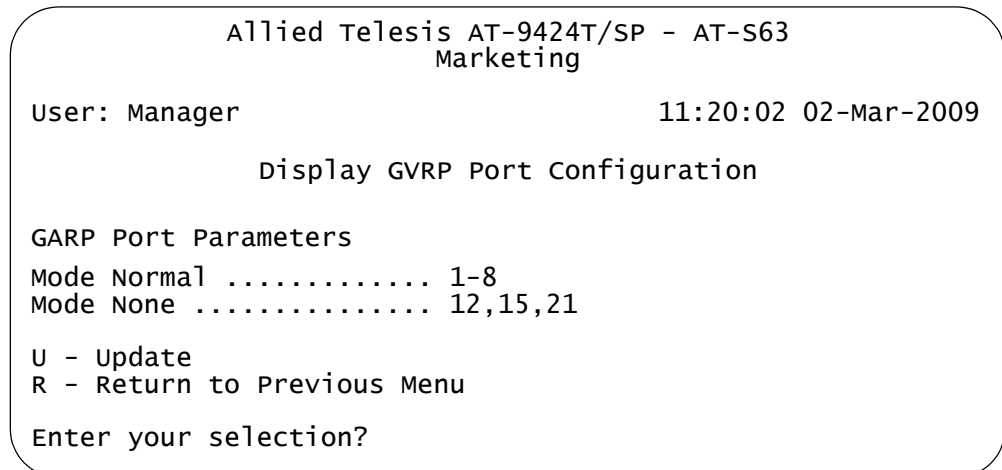 Allied Telesis AT-9424T/SP - AT-S63
Marketing
User: Manager 11:20:02 02-Mar-2009
Display GVRP Port Configuration
GARP Port Parameters
Mode Normal ............. 1-8
Mode None ............... 12,15,21
U - Update
R - Return to Previous Menu
Enter your selection?